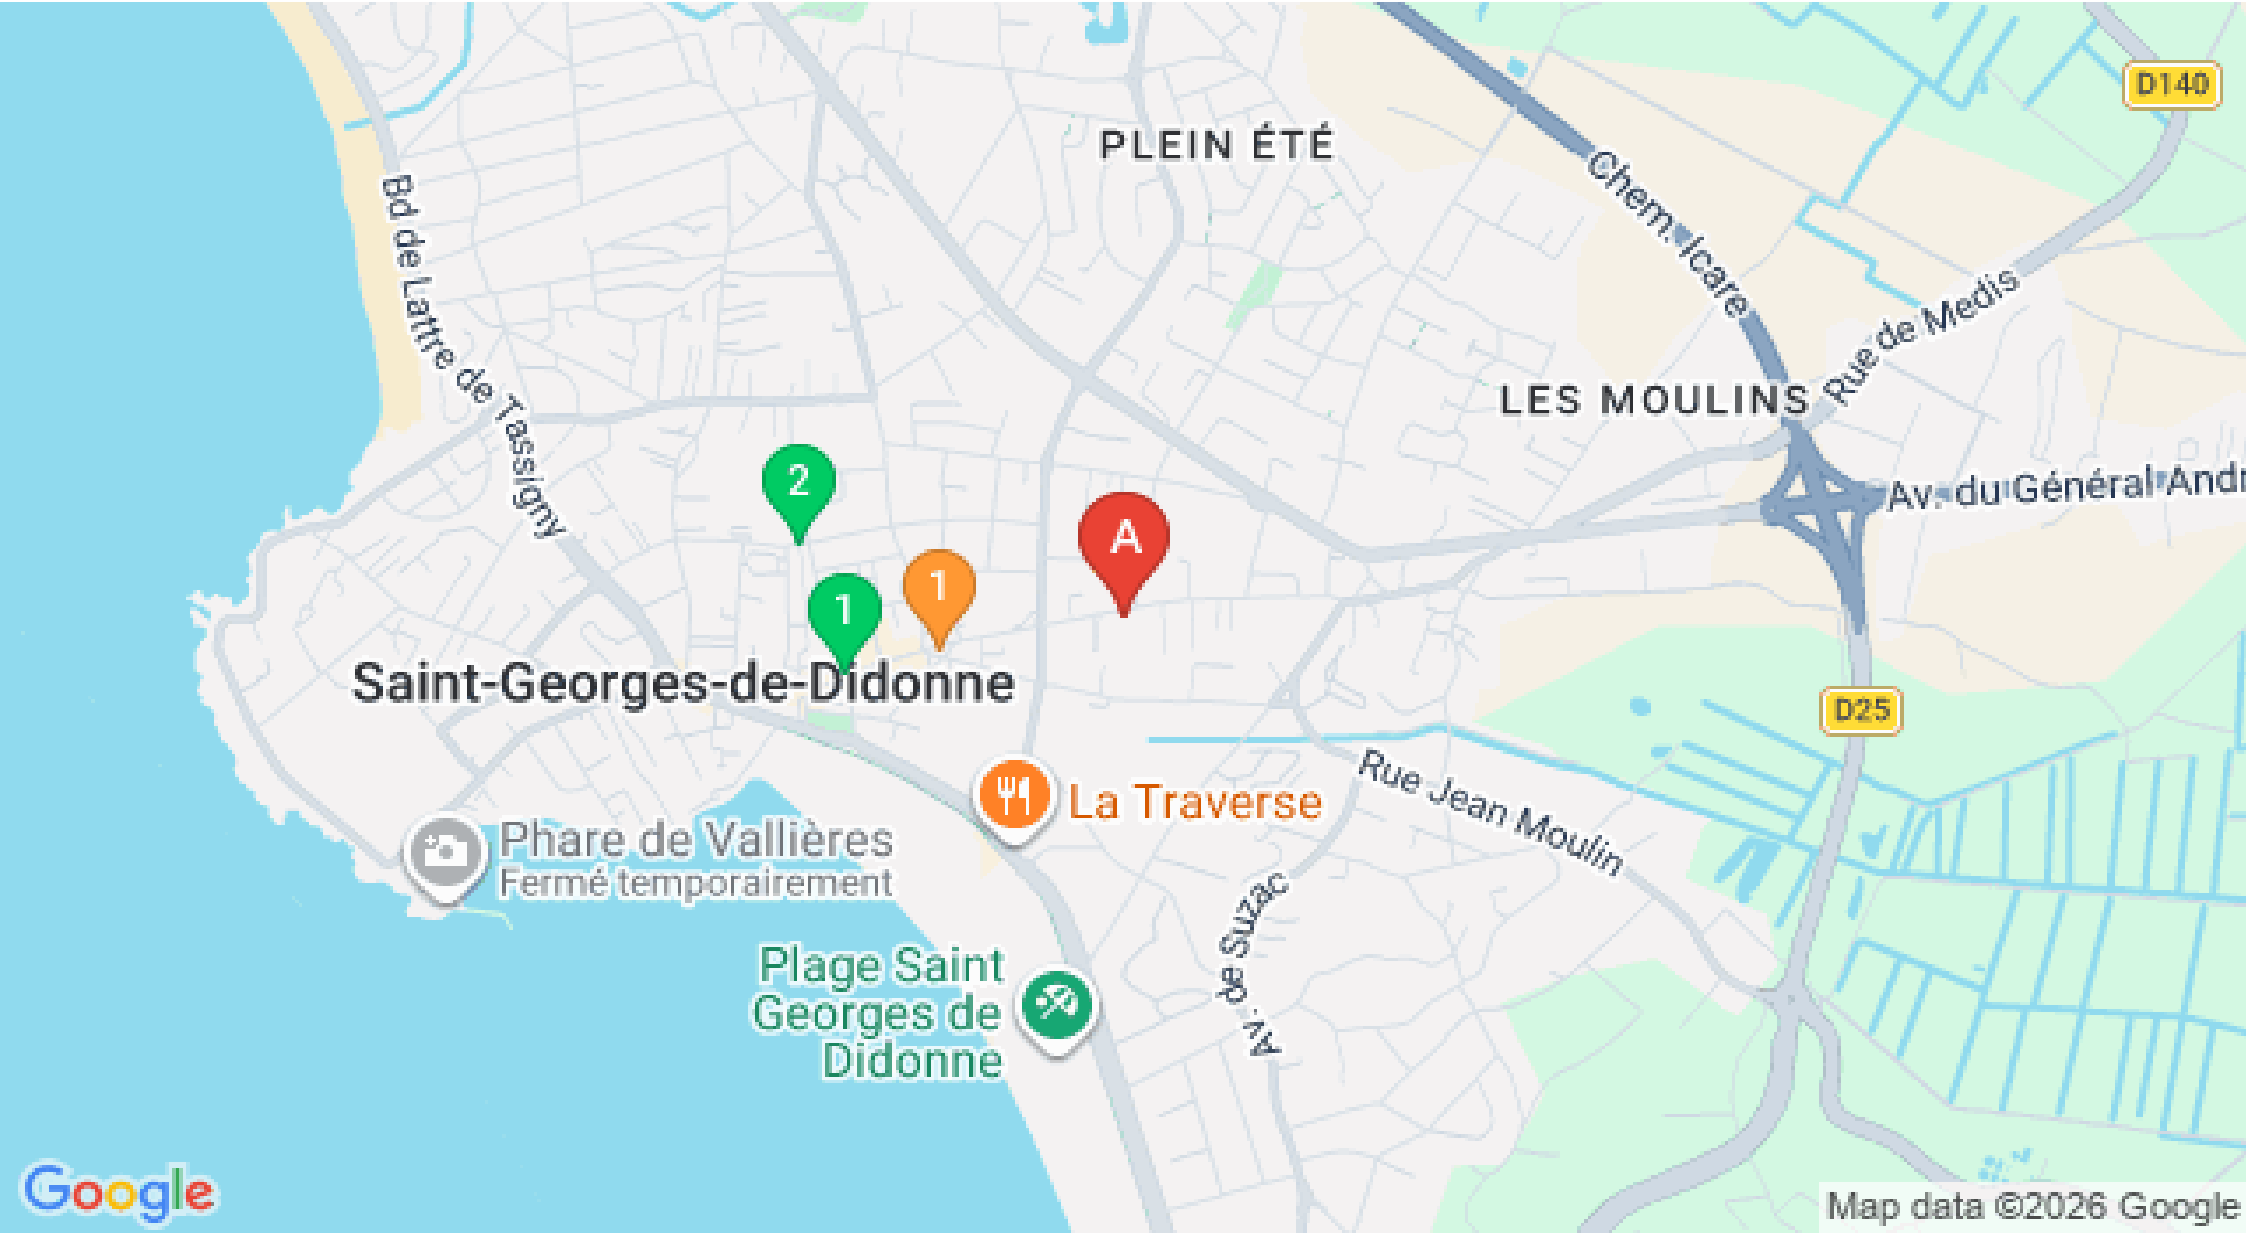 D140
PLEIN ÉTÉ
Bd de Lattre de Tassigny
Chem. Icare
Rue de Medis
LES MOULINS
2
Av. du Général André
A
1
1
Saint-Georges-de-Didonne
D25
La Traverse
Rue Jean Moulin
Phare de Vallières
Fermé temporairement
Av. de Suzac
Plage Saint
Georges de
Didonne
Google
Map data ©2026 Google